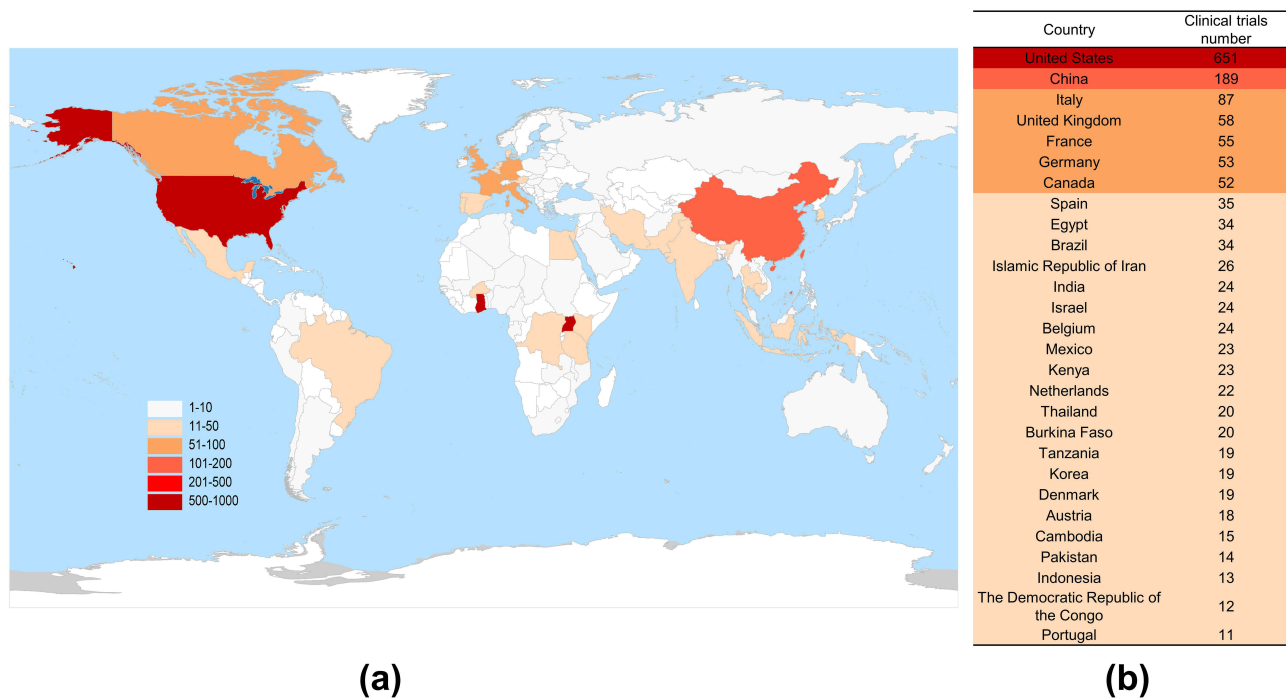 1-10
11-50
51-100
101-200
201-500
500-1000
(a)
Country Clinical trials number
United States 651
China 189
Italy 87
United Kingdom 58
France 55
Germany 53
Canada 52
Spain 35
Egypt 34
Brazil 34
Islamic Republic of Iran 26
India 24
Israel 24
Belgium 24
Mexico 23
Kenya 23
Netherlands 22
Thailand 20
Burkina Faso 20
Tanzania 19
Korea 19
Denmark 19
Austria 18
Cambodia 15
Pakistan 14
Indonesia 13
The Democratic Republic of
the Congo 12
Portugal 11
(b)